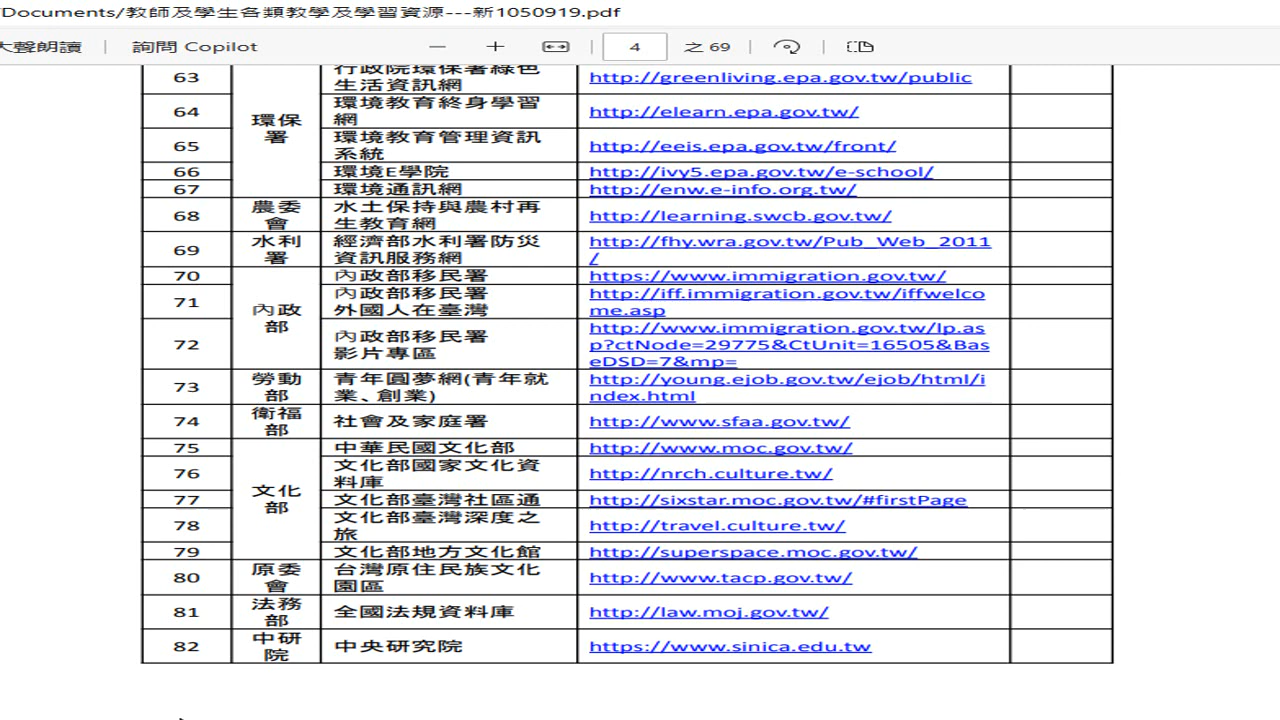 Documents/教師及學生各類教學及學習資源---新1050919.pdf
大聲朗讀 詢問 Copilot 4 之 69
63 行政院環保署綠色 http://greenliving.epa.gov.tw/public
生活資訊網
環保
署
64 環境教育終身學習 http://elearn.epa.gov.tw/
網
65 環境教育管理資訊 http://eeis.epa.gov.tw/front/
系統
66 環境E學院 http://ivy5.epa.gov.tw/e-school/
67 環境通訊網 http://enw.e-info.org.tw/
68 農委 水土保持與農村再 http://learning.swcb.gov.tw/
會 生教育網
69 水利 經濟部水利署防災 http://fhy.wra.gov.tw/Pub_Web_2011
署 資訊服務網 /
70 內政部移民署 https://www.immigration.gov.tw/
內政
部
71 內政部移民署 http://iff.immigration.gov.tw/iffwelco
外國人在臺灣 me.asp
72 內政部移民署 http://www.immigration.gov.tw/lp.as
影片專區 p?ctNode=29775&CtUnit=16505&Bas
eDSD=7&mp=
73 勞動 青年圓夢網(青年就 http://young.ejob.gov.tw/ejob/html/i
部 業、創業) ndex.html
74 衛福 社會及家庭署 http://www.sfaa.gov.tw/
部
75 中華民國文化部 http://www.moc.gov.tw/
文化
部
76 文化部國家文化資 http://nrch.culture.tw/
料庫
77 文化部臺灣社區通 http://sixstar.moc.gov.tw/#firstPage
78 文化部臺灣深度之 http://travel.culture.tw/
旅
79 文化部地方文化館 http://superspace.moc.gov.tw/
80 原委 台灣原住民族文化 http://www.tacp.gov.tw/
會 園區
81 法務 全國法規資料庫 http://law.moj.gov.tw/
部
82 中研 中央研究院 https://www.sinica.edu.tw
院